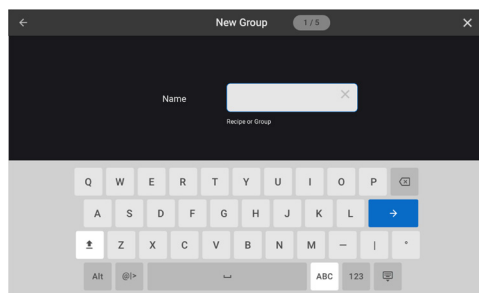 New Group 1 / 5
Name
Recipe or Group
Q W E R T Y U I O P
A S D F G H J K L
Z X C V B N M – | °
Alt @|> ABC 123